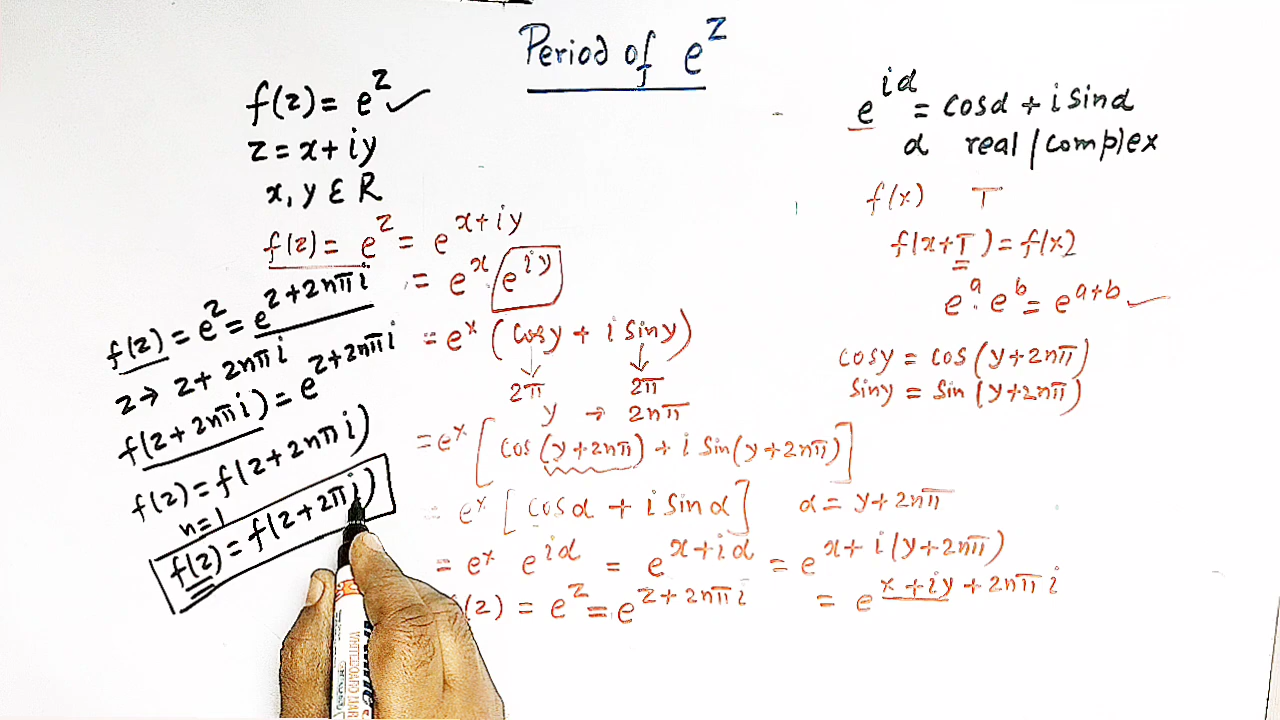 Period of e^z
f(z) = e^z ✓
z = x + iy
x, y ε R
f(z) = e^z = e^{x+iy}
= e^x e^{iy}
= e^x (cosy + i siny)
2π 2π
y → 2nπ
= e^x [cos(y+2nπ) + i Sin(y+2nπ)]
= e^x [cosα + i Sinα] α = y+2nπ
= e^x e^{iα} = e^{x+iα} = e^{x+i(y+2nπ)}
(z) = e^z = e^{z+2nπi} = e^{x+iy+2nπi}
f(z) = e^z = e^{z+2nπi}
z → z + 2nπi
f(z+2nπi) = e^{z+2nπi}
f(z) = f(z+2nπi)
n=1
f(z) = f(z+2πi)
e^{iα} = cosα + i sinα
α real/complex
f(x) T
f(x+T) = f(x)
e^a · e^b = e^{a+b} ✓
cosy = cos(y+2nπ)
siny = sin(y+2nπ)
WHITEBOARD MAR